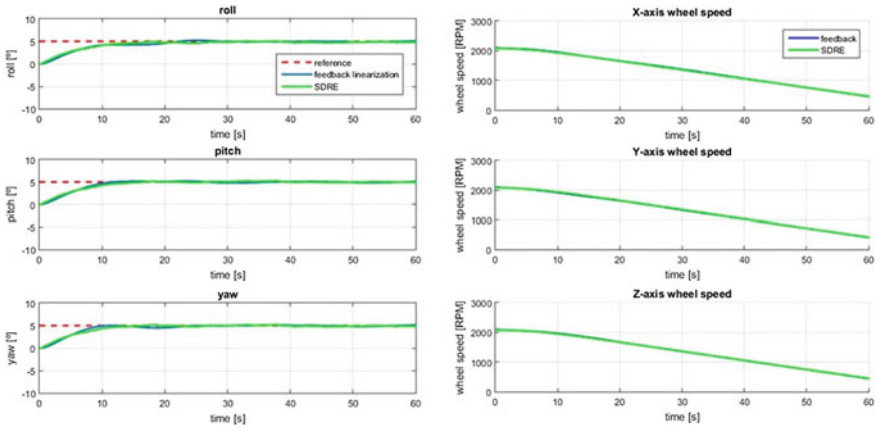 roll
roll [º]
10
5
0
-5
-10
reference
feedback linearization
SDRE
0 10 20 30 40 50 60
time [s]
X-axis wheel speed
wheel speed [RPM]
3000
2000
1000
0
feedback
SDRE
0 10 20 30 40 50 60
time [s]
pitch
pitch [º]
10
5
0
-5
-10
0 10 20 30 40 50 60
time [s]
Y-axis wheel speed
wheel speed [RPM]
3000
2000
1000
0
0 10 20 30 40 50 60
time [s]
yaw
yaw [º]
10
5
0
-5
-10
0 10 20 30 40 50 60
time [s]
Z-axis wheel speed
wheel speed [RPM]
3000
2000
1000
0
0 10 20 30 40 50 60
time [s]